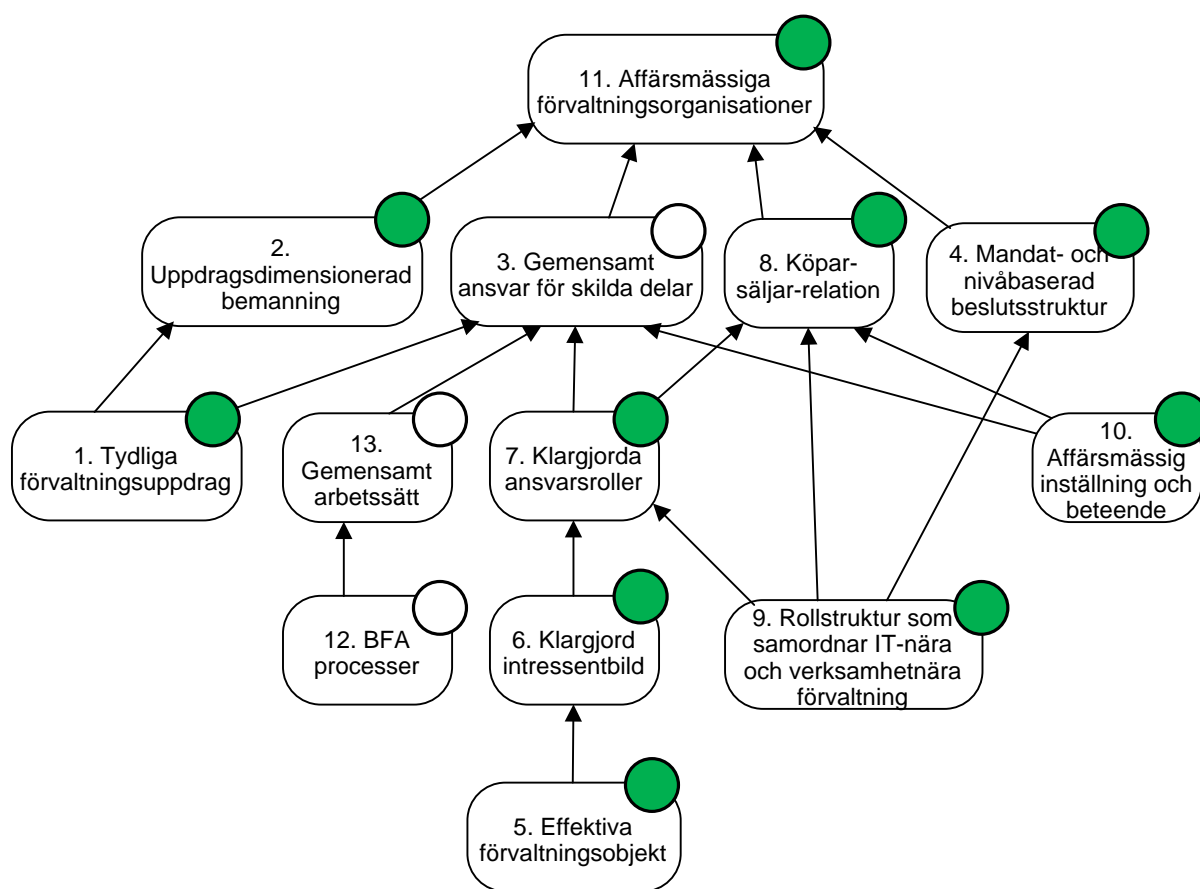 11. Affärsmässiga
förvaltningsorganisationer
2.
Uppdragsdimensionerad
bemanning
3. Gemensamt
ansvar för skilda delar
8. Köpar-
säljar-relation
4. Mandat- och
nivåbaserad
beslutsstruktur
1. Tydliga
förvaltningsuppdrag
13.
Gemensamt
arbetssätt
7. Klargjorda
ansvarsroller
10.
Affärsmässig
inställning och
beteende
12. BFA
processer
6. Klargjord
intressentbild
9. Rollstruktur som
samordnar IT-nära
och verksamhetnära
förvaltning
5. Effektiva
förvaltningsobjekt